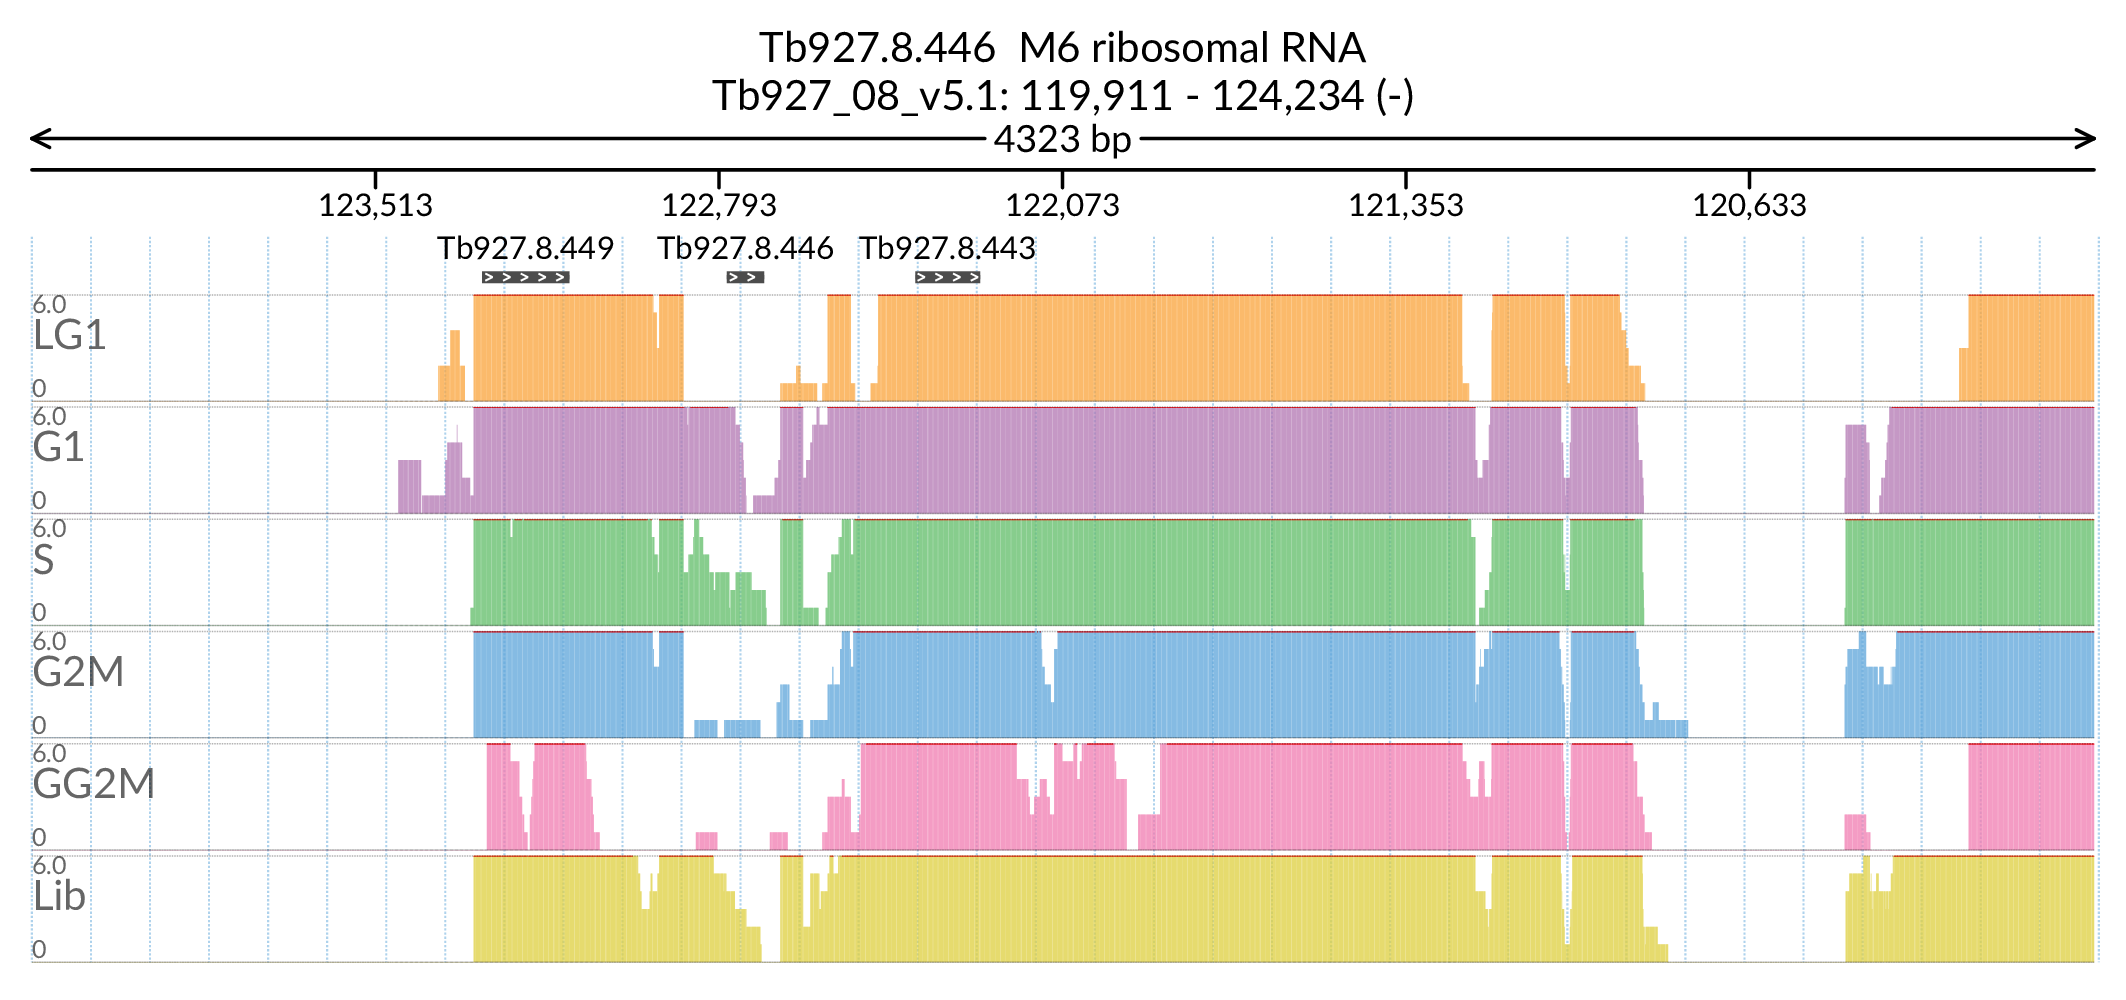 Tb927.8.446 M6 ribosomal RNA
Tb927_08_v5.1: 119,911 - 124,234 (-)
4323 bp
123,513 122,793 122,073 121,353 120,633
Tb927.8.449 Tb927.8.446 Tb927.8.443
6.0
LG1
0
6.0
G1
0
6.0
S
0
6.0
G2M
0
6.0
GG2M
0
6.0
Lib
0